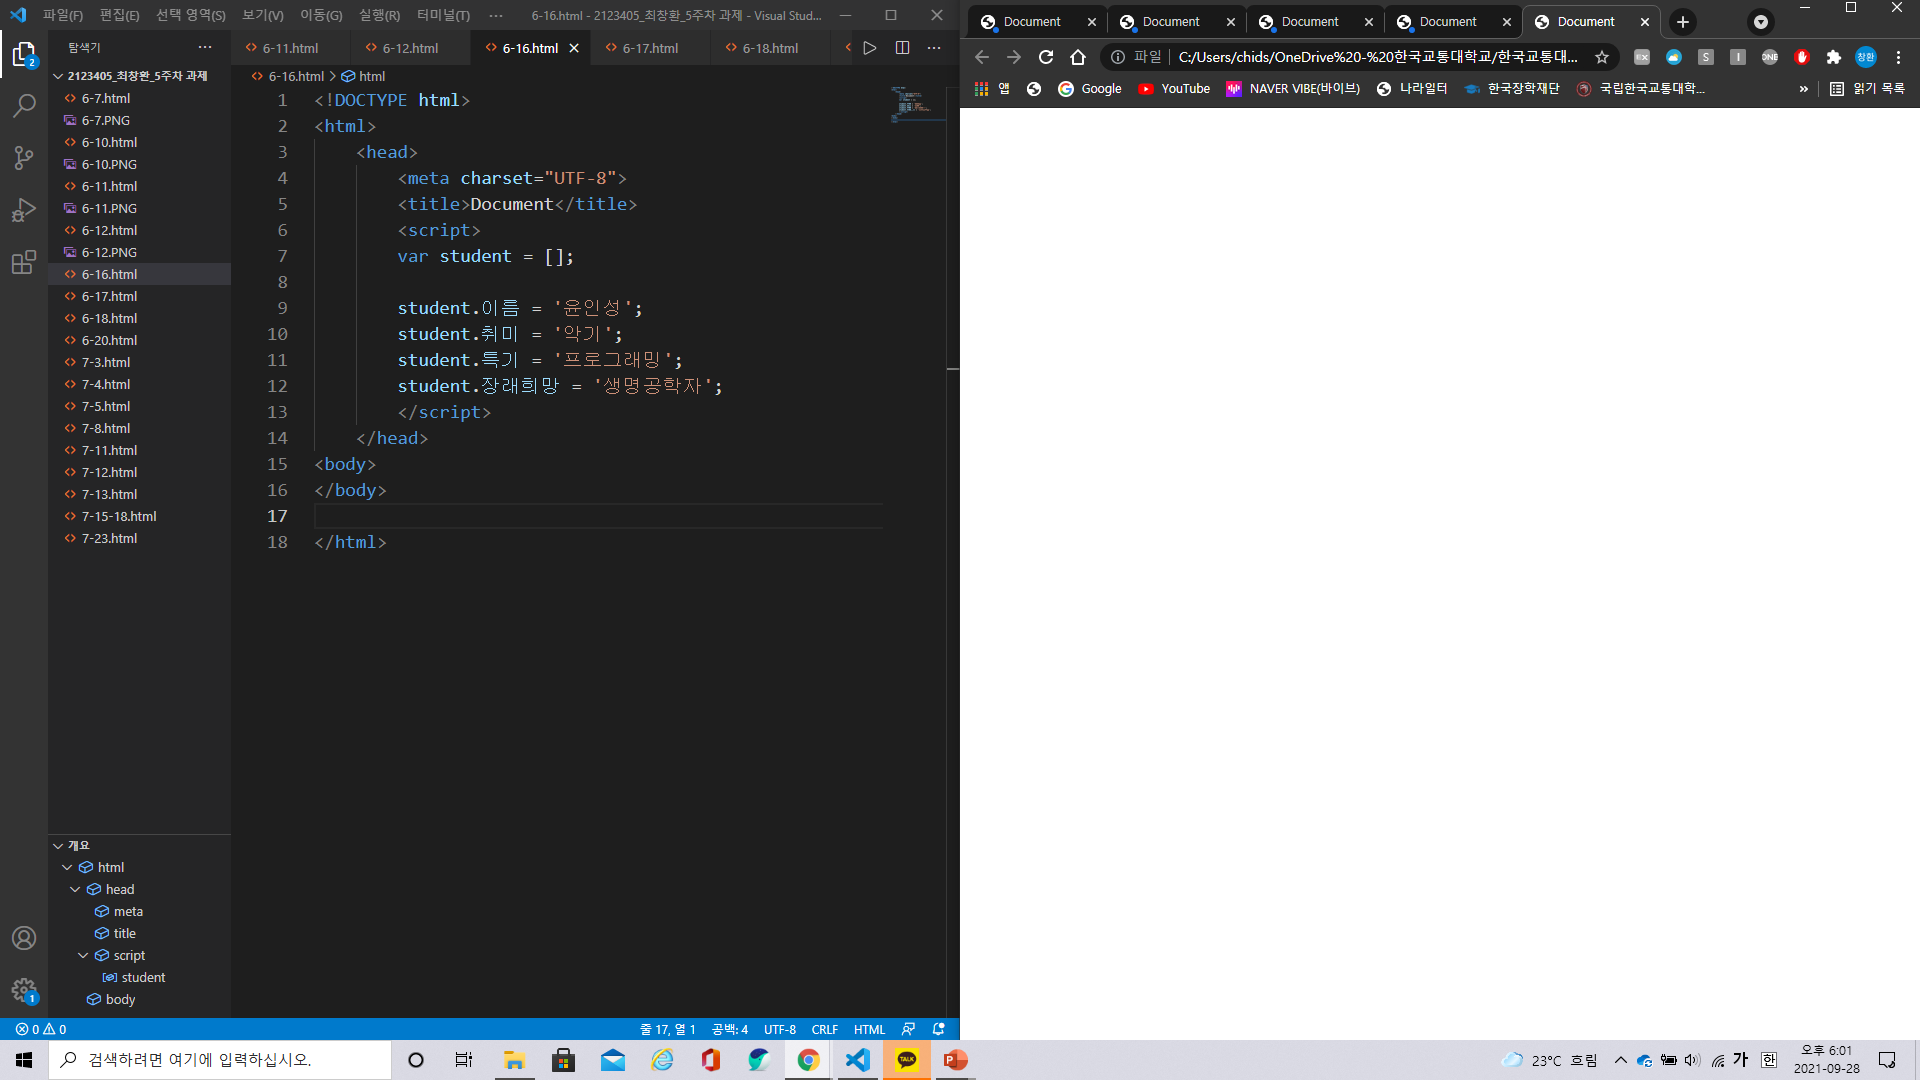 파일(F) 편집(E) 선택 영역(S) 보기(V) 이동(G) 실행(R) 터미널(T) ··· 6-16.html - 2123405_최창환_5주차 과제 - Visual Stud...
탐색기
2123405_최창환_5주차 과제
6-7.html
6-7.PNG
6-10.html
6-10.PNG
6-11.html
6-11.PNG
6-12.html
6-12.PNG
6-16.html
6-17.html
6-18.html
6-20.html
7-3.html
7-4.html
7-5.html
7-8.html
7-11.html
7-12.html
7-13.html
7-15-18.html
7-23.html
개요
html
head
meta
title
script
student
body
2
1
6-11.html 6-12.html 6-16.html 6-17.html 6-18.html
6-16.html > html
1 <!DOCTYPE html>
2 <html>
3 <head>
4 <meta charset="UTF-8">
5 <title>Document</title>
6 <script>
7 var student = [];
8
9 student.이름 = '윤인성';
10 student.취미 = '악기';
11 student.특기 = '프로그래밍';
12 student.장래희망 = '생명공학자';
13 </script>
14 </head>
15 <body>
16 </body>
17
18 </html>
0 0 줄 17, 열 1 공백: 4 UTF-8 CRLF HTML
Document Document Document Document Document
파일 C:/Users/chids/OneDrive%20-%20한국교통대학교/한국교통대...
S I ONE 창환
앱 Google YouTube NAVER VIBE(바이브) 나라일터 한국장학재단 국립한국교통대학... » 읽기 목록
검색하려면 여기에 입력하십시오.
TALK
23°C 흐림 가 한 오후 6:01
2021-09-28